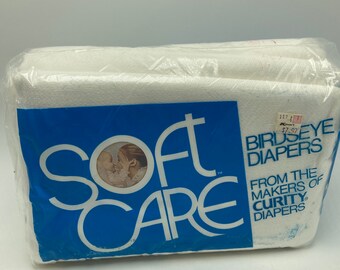 SOFT
CARE
BIRDSEYE
DIAPERS
FROM THE
MAKERS OF
CURITY
DIAPERS